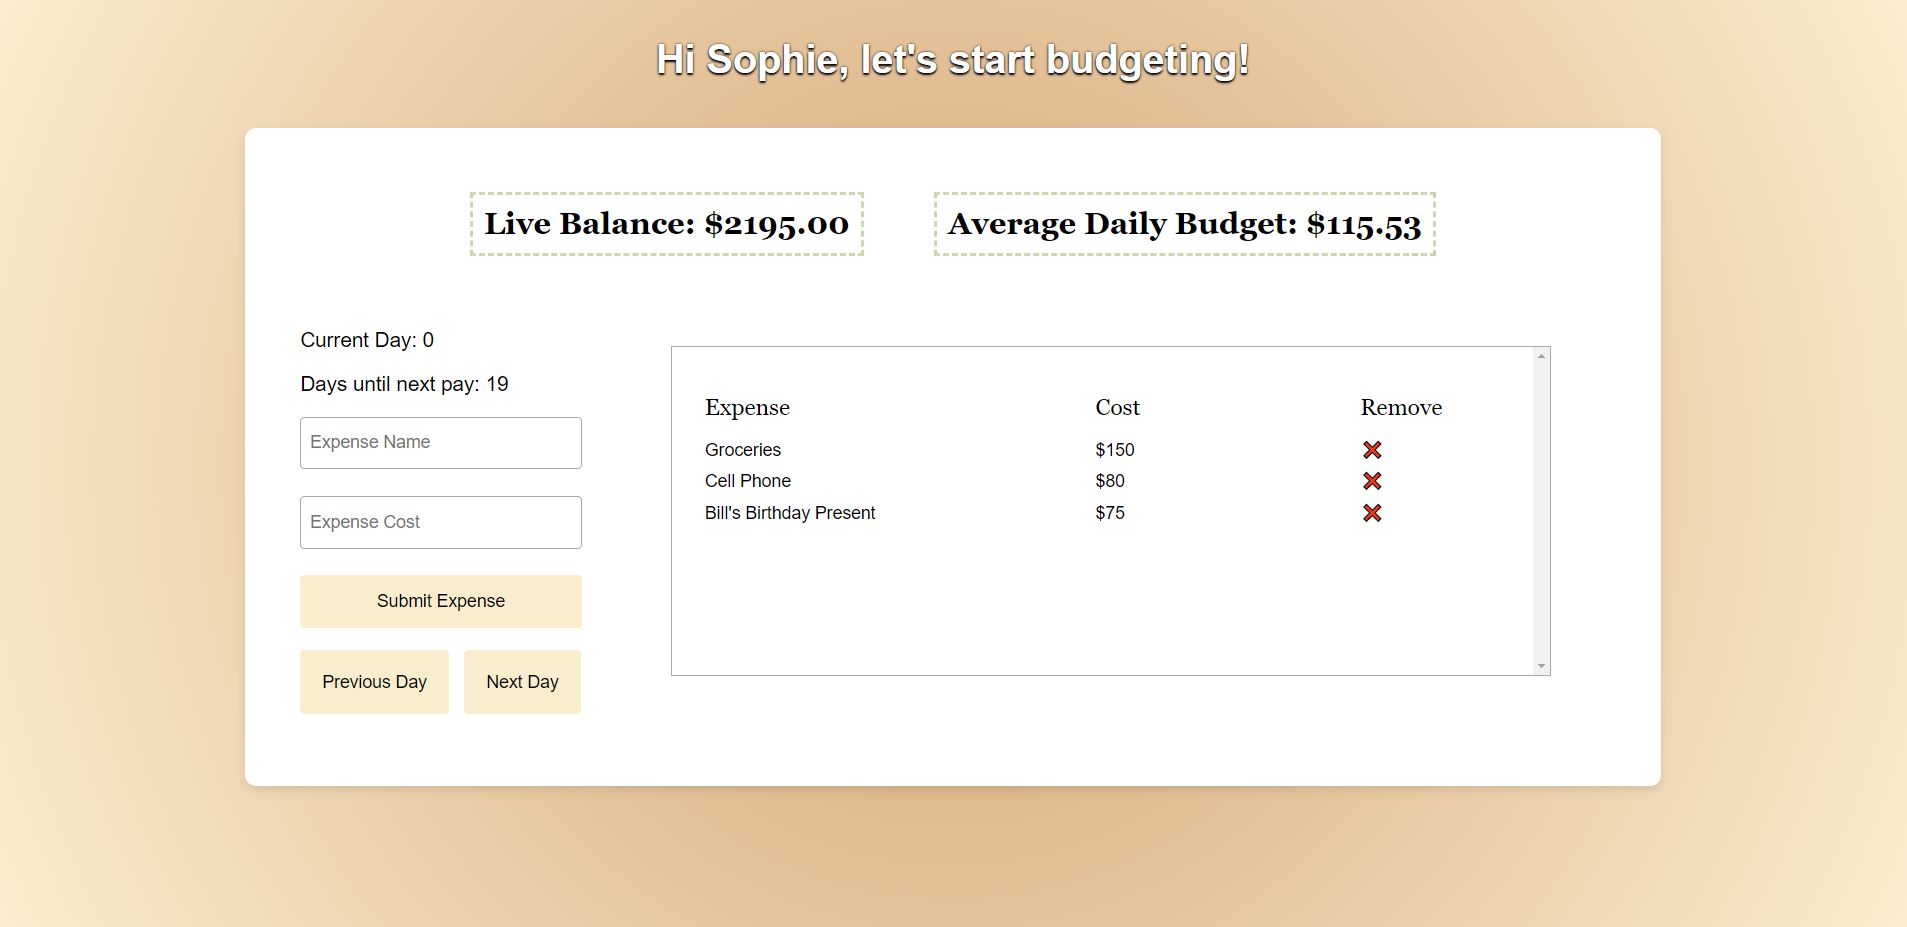 Hi Sophie, let's start budgeting!
Live Balance: $2195.00
Average Daily Budget: $115.53
Current Day: 0
Days until next pay: 19
Expense Name
Expense Cost
Submit Expense
Previous Day
Next Day
Expense Cost Remove
Groceries $150
Cell Phone $80
Bill's Birthday Present $75